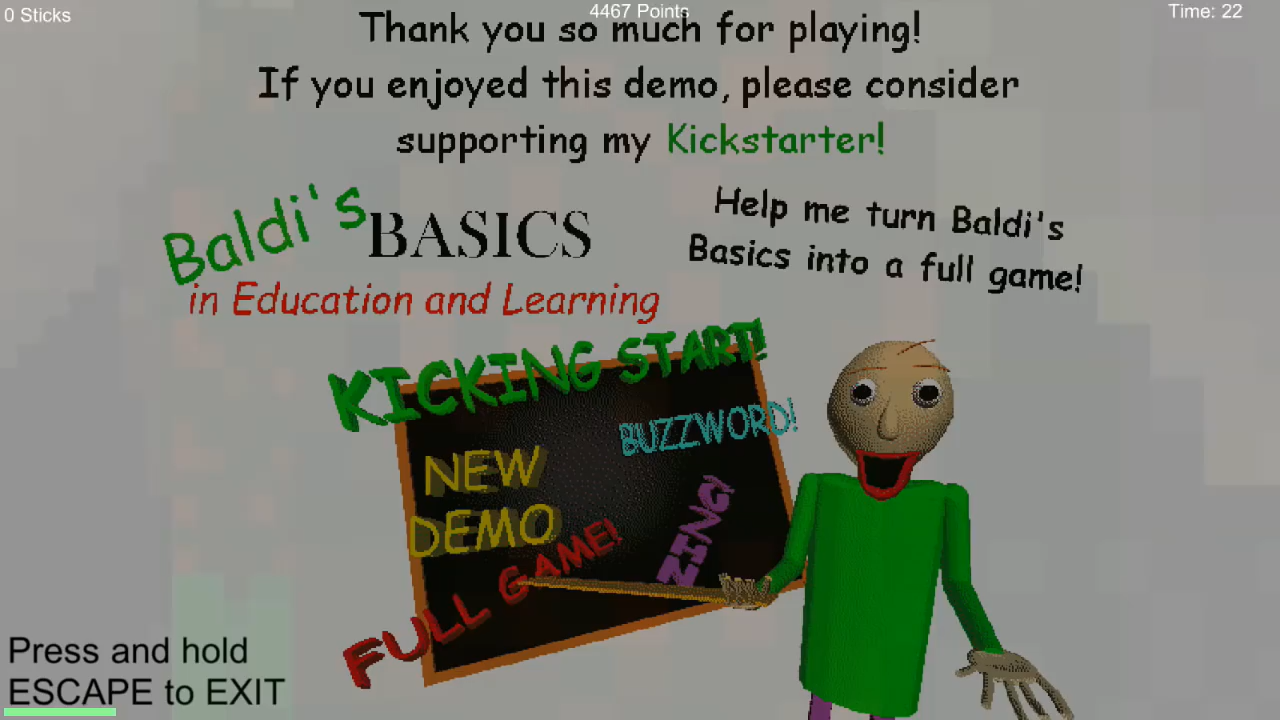 0 Sticks
4467 Points
Time: 22
Thank you so much for playing!
If you enjoyed this demo, please consider
supporting my Kickstarter!
Baldi's BASICS
in Education and Learning
Help me turn Baldi's
Basics into a full game!
KICKING START!
BUZZWORD!
NEW
DEMO
ZING!
FULL GAME!
Press and hold
ESCAPE to EXIT